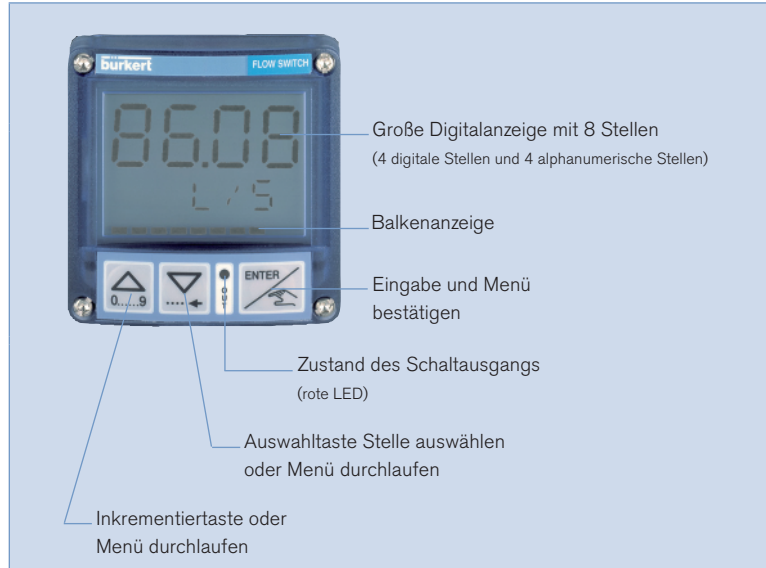 bürkert
FLOW SWITCH
86.08
L/S
0......9
.... ←
OUT
ENTER
Große Digitalanzeige mit 8 Stellen
(4 digitale Stellen und 4 alphanumerische Stellen)
Balkenanzeige
Eingabe und Menü
bestätigen
Zustand des Schaltausgangs
(rote LED)
Auswahltaste Stelle auswählen
oder Menü durchlaufen
Inkrementiertaste oder
Menü durchlaufen